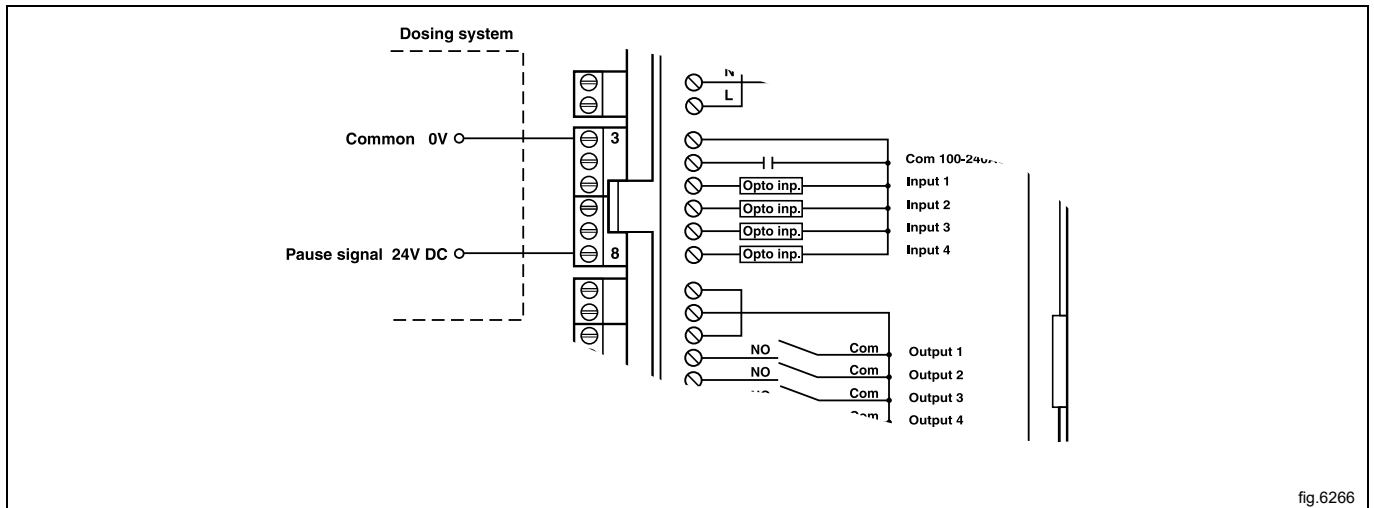 Dosing system
L
Common 0V
3
Com
Input 1
Opto inp.
Input 2
Opto inp.
Input 3
Opto inp.
Pause signal 24V DC
8
Input 4
Opto inp.
NO
Com
Output 1
NO
Com
Output 2
Com
Output 3
Output 4
fig.6266